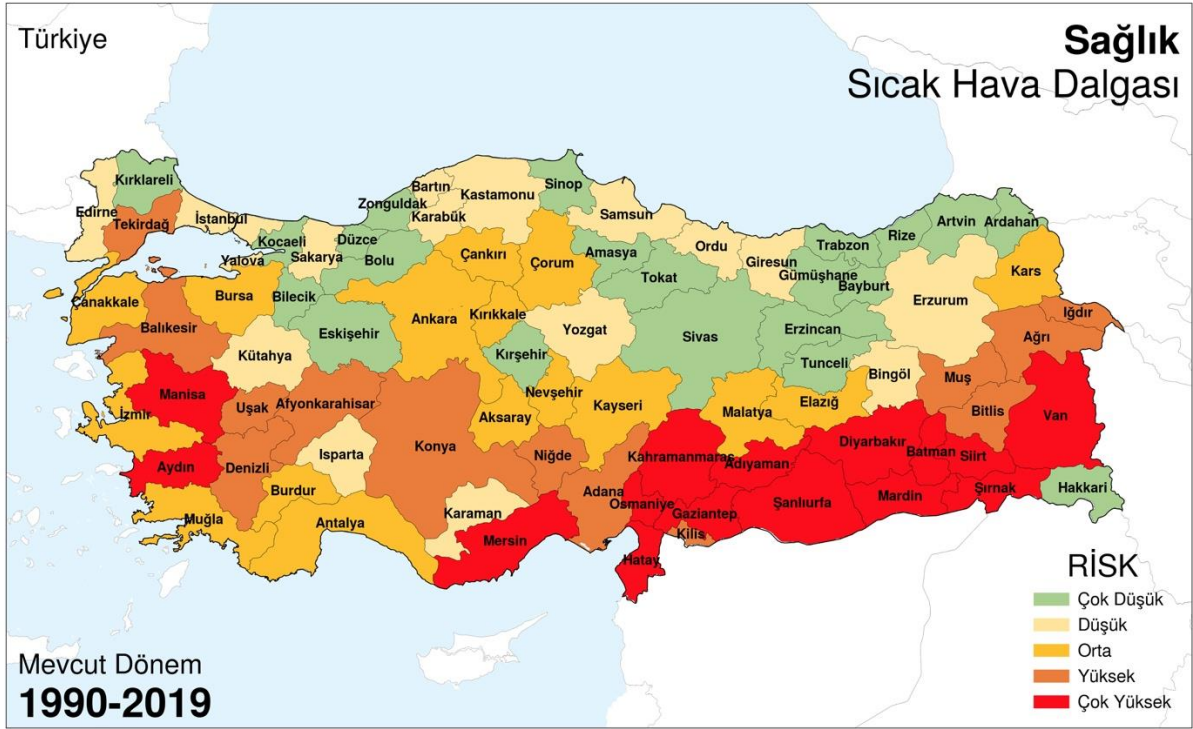 Türkiye
Sağlık
Sıcak Hava Dalgası
Kırklareli
Edirne
Tekirdağ
İstanbul
Kocaeli
Yalova
Sakarya
Düzce
Zonguldak
Bartın
Karabük
Kastamonu
Sinop
Bolu
Çankırı
Çorum
Samsun
Amasya
Tokat
Ordu
Giresun
Trabzon
Gümüşhane
Bayburt
Rize
Artvin
Ardahan
Kars
Iğdır
Erzurum
Ağrı
Çanakkale
Balıkesir
Bursa
Bilecik
Eskişehir
Kütahya
Ankara
Kırıkkale
Kırşehir
Yozgat
Sivas
Erzincan
Tunceli
Bingöl
Muş
Bitlis
Van
Manisa
İzmir
Uşak
Afyonkarahisar
Konya
Aksaray
Nevşehir
Kayseri
Malatya
Elazığ
Diyarbakır
Batman
Siirt
Şırnak
Hakkari
Aydın
Denizli
Isparta
Burdur
Muğla
Antalya
Karaman
Mersin
Niğde
Adana
Osmaniye
Kahramanmaraş
Adıyaman
Gaziantep
Kilis
Hatay
Şanlıurfa
Mardin
RİSK
Çok Düşük
Düşük
Orta
Yüksek
Çok Yüksek
Mevcut Dönem
1990-2019